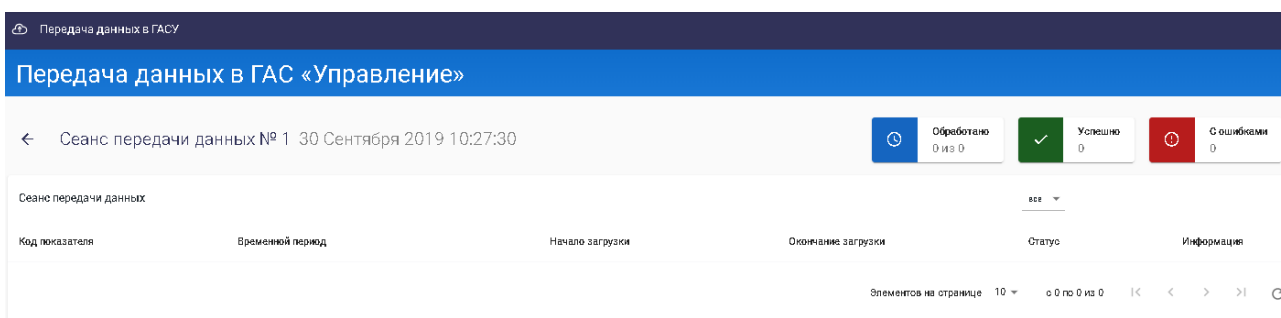 Передача данных в ГАСУ
Передача данных в ГАС «Управление»
Сеанс передачи данных № 1 30 Сентября 2019 10:27:30
Обработано
0 из 0
Успешно
0
С ошибками
0
Сеанс передачи данных
все
Код показателя Временной период Начало загрузки Окончание загрузки Статус Информация
Элементов на странице 10 с 0 по 0 из 0